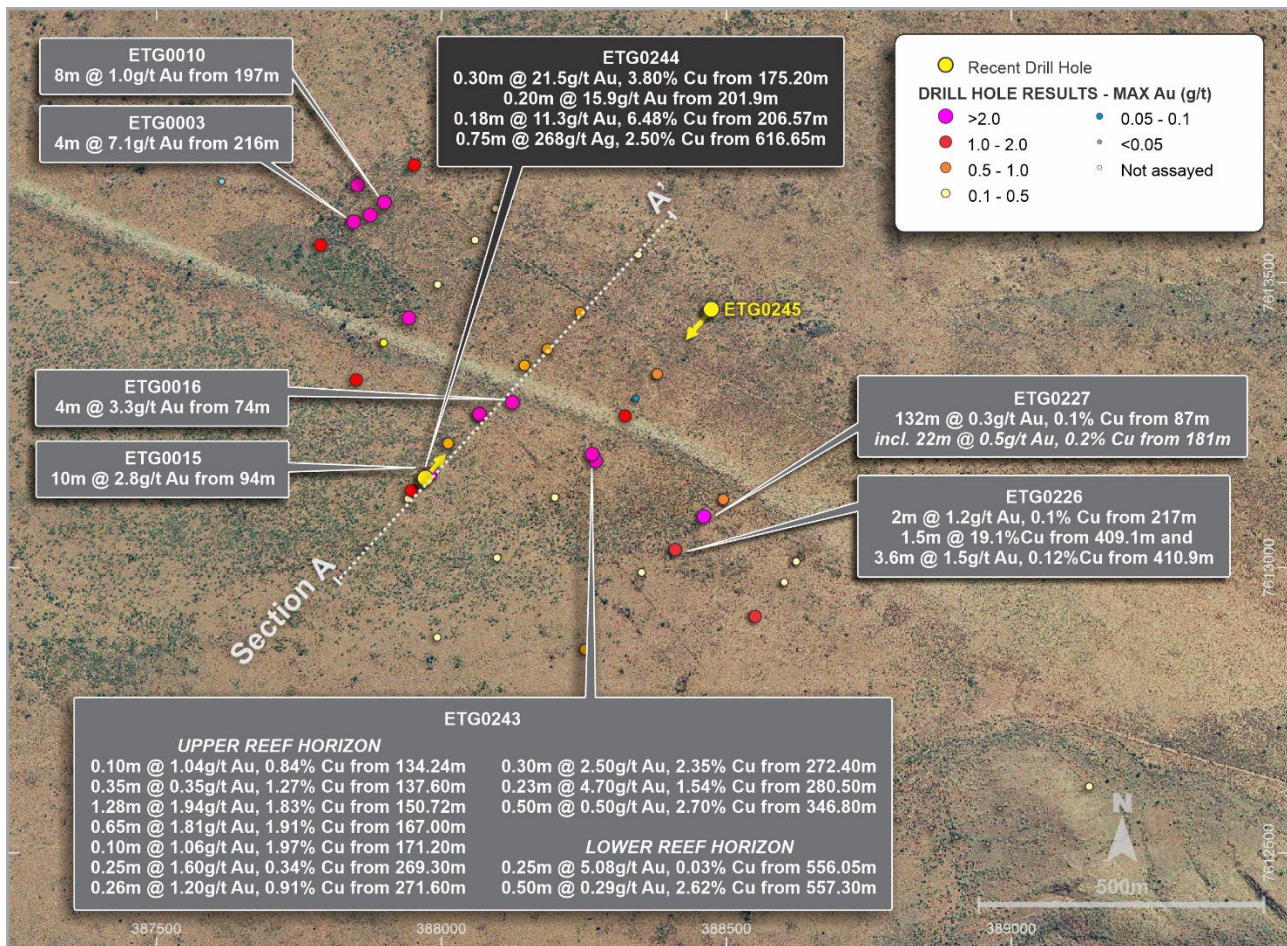 ETG0010
8m @ 1.0g/t Au from 197m
ETG0003
4m @ 7.1g/t Au from 216m
ETG0244
0.30m @ 21.5g/t Au, 3.80% Cu from 175.20m
0.20m @ 15.9g/t Au from 201.9m
0.18m @ 11.3g/t Au, 6.48% Cu from 206.57m
0.75m @ 268g/t Ag, 2.50% Cu from 616.65m
Recent Drill Hole
DRILL HOLE RESULTS - MAX Au (g/t)
>2.0
1.0 - 2.0
0.5 - 1.0
0.1 - 0.5
0.05 - 0.1
<0.05
Not assayed
A'
ETG0245
7613500
ETG0016
4m @ 3.3g/t Au from 74m
ETG0015
10m @ 2.8g/t Au from 94m
ETG0227
132m @ 0.3g/t Au, 0.1% Cu from 87m
incl. 22m @ 0.5g/t Au, 0.2% Cu from 181m
ETG0226
2m @ 1.2g/t Au, 0.1% Cu from 217m
1.5m @ 19.1%Cu from 409.1m and
3.6m @ 1.5g/t Au, 0.12%Cu from 410.9m
7613000
Section A
ETG0243
UPPER REEF HORIZON
0.10m @ 1.04g/t Au, 0.84% Cu from 134.24m
0.35m @ 0.35g/t Au, 1.27% Cu from 137.60m
1.28m @ 1.94g/t Au, 1.83% Cu from 150.72m
0.65m @ 1.81g/t Au, 1.91% Cu from 167.00m
0.10m @ 1.06g/t Au, 1.97% Cu from 171.20m
0.25m @ 1.60g/t Au, 0.34% Cu from 269.30m
0.26m @ 1.20g/t Au, 0.91% Cu from 271.60m
0.30m @ 2.50g/t Au, 2.35% Cu from 272.40m
0.23m @ 4.70g/t Au, 1.54% Cu from 280.50m
0.50m @ 0.50g/t Au, 2.70% Cu from 346.80m
LOWER REEF HORIZON
0.25m @ 5.08g/t Au, 0.03% Cu from 556.05m
0.50m @ 0.29g/t Au, 2.62% Cu from 557.30m
N
500m
7612500
387500
388000
388500
389000